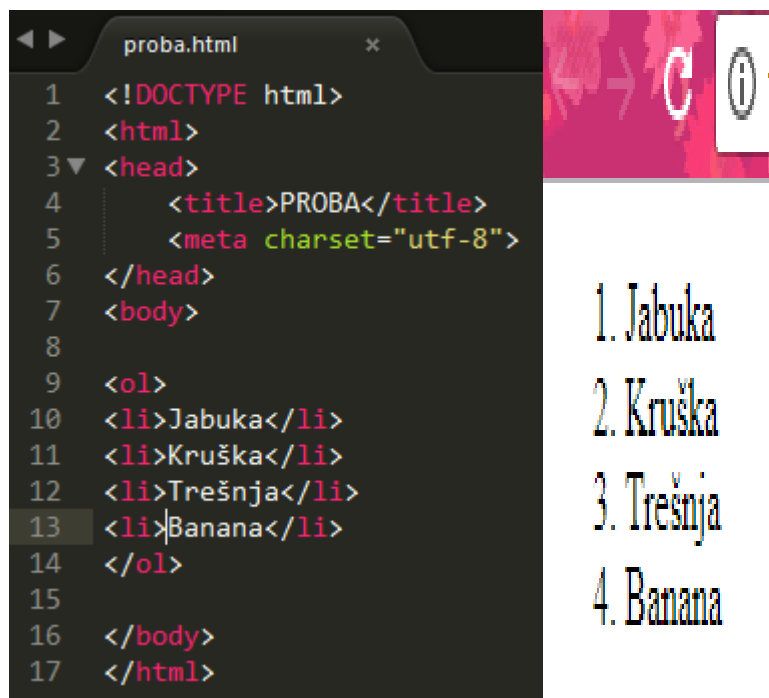 proba.html ×
1 <!DOCTYPE html>
2 <html>
3 <head>
4 <title>PROBA</title>
5 <meta charset="utf-8">
6 </head>
7 <body>
8
9 <ol>
10 <li>Jabuka</li>
11 <li>Kruška</li>
12 <li>Trešnja</li>
13 <li>Banana</li>
14 </ol>
15
16 </body>
17 </html>
1. Jabuka
2. Kruška
3. Trešnja
4. Banana